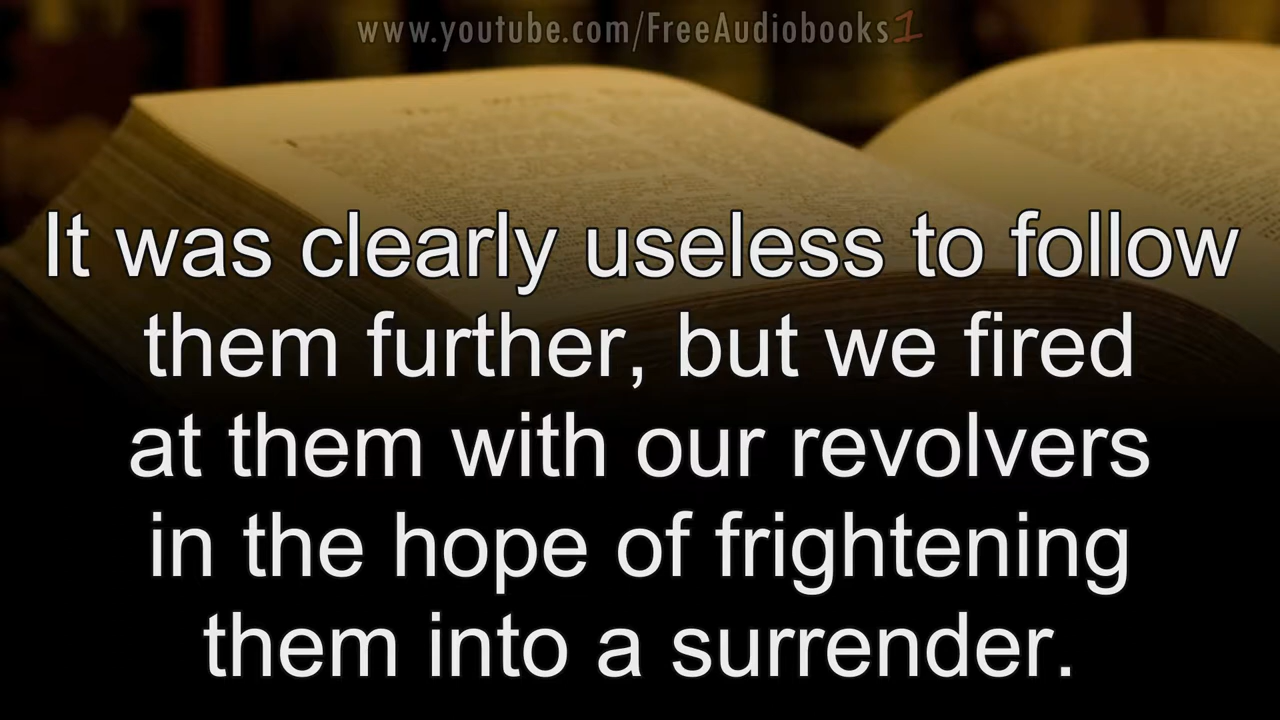 www.youtube.com/FreeAudiobooks1
It was clearly useless to follow
them further, but we fired
at them with our revolvers
in the hope of frightening
them into a surrender.